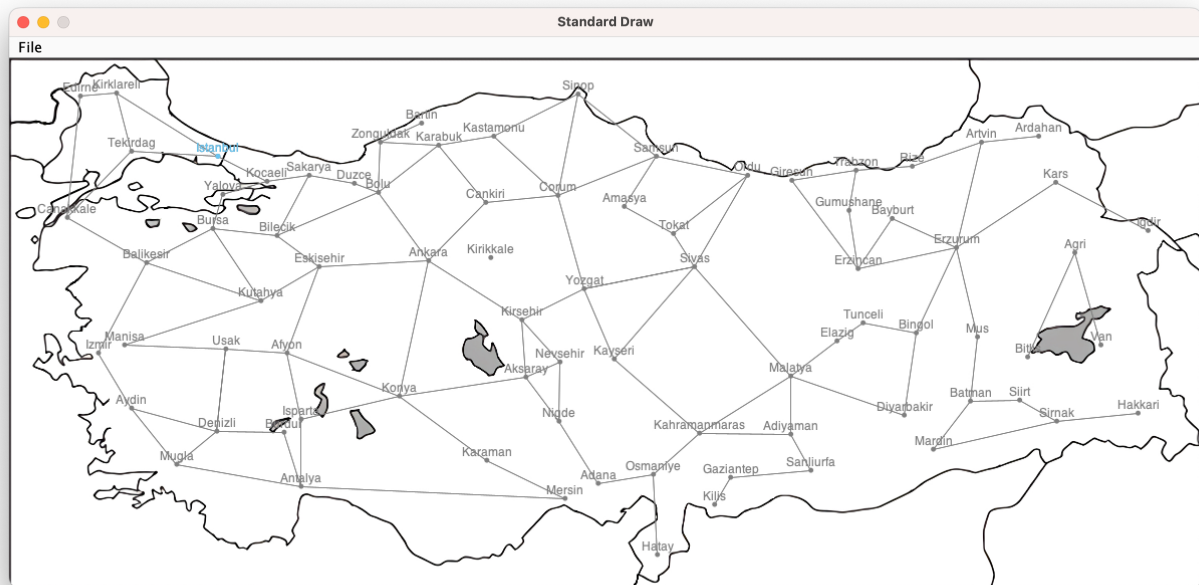 Standard Draw
File
Edirne
Kirklareli
Sinop
Bartin
Zonguldak
Karabuk
Kastamonu
Tekirdag
Istanbul
Samsun
Artvin
Ardahan
Kocaeli
Sakarya
Duzce
Ordu
Giresun
Trabzon
Rize
Yalova
Bolu
Cankiri
Corum
Amasya
Kars
Canakkale
Bursa
Bilecik
Tokat
Gumushane
Bayburt
Igdir
Balikesir
Eskisehir
Ankara
Kirikkale
Sivas
Erzincan
Erzurum
Agri
Kutahya
Yozgat
Kirsehir
Izmir
Manisa
Usak
Afyon
Kayseri
Nevsehir
Aksaray
Malatya
Elazig
Tunceli
Bingol
Mus
Van
Konya
Aydin
Denizli
Isparta
Nigde
Kahramanmaras
Adiyaman
Diyarbakir
Batman
Siirt
Sirnak
Hakkari
Mugla
Antalya
Karaman
Mersin
Adana
Osmaniye
Gaziantep
Sanliurfa
Mardin
Kilis
Hatay